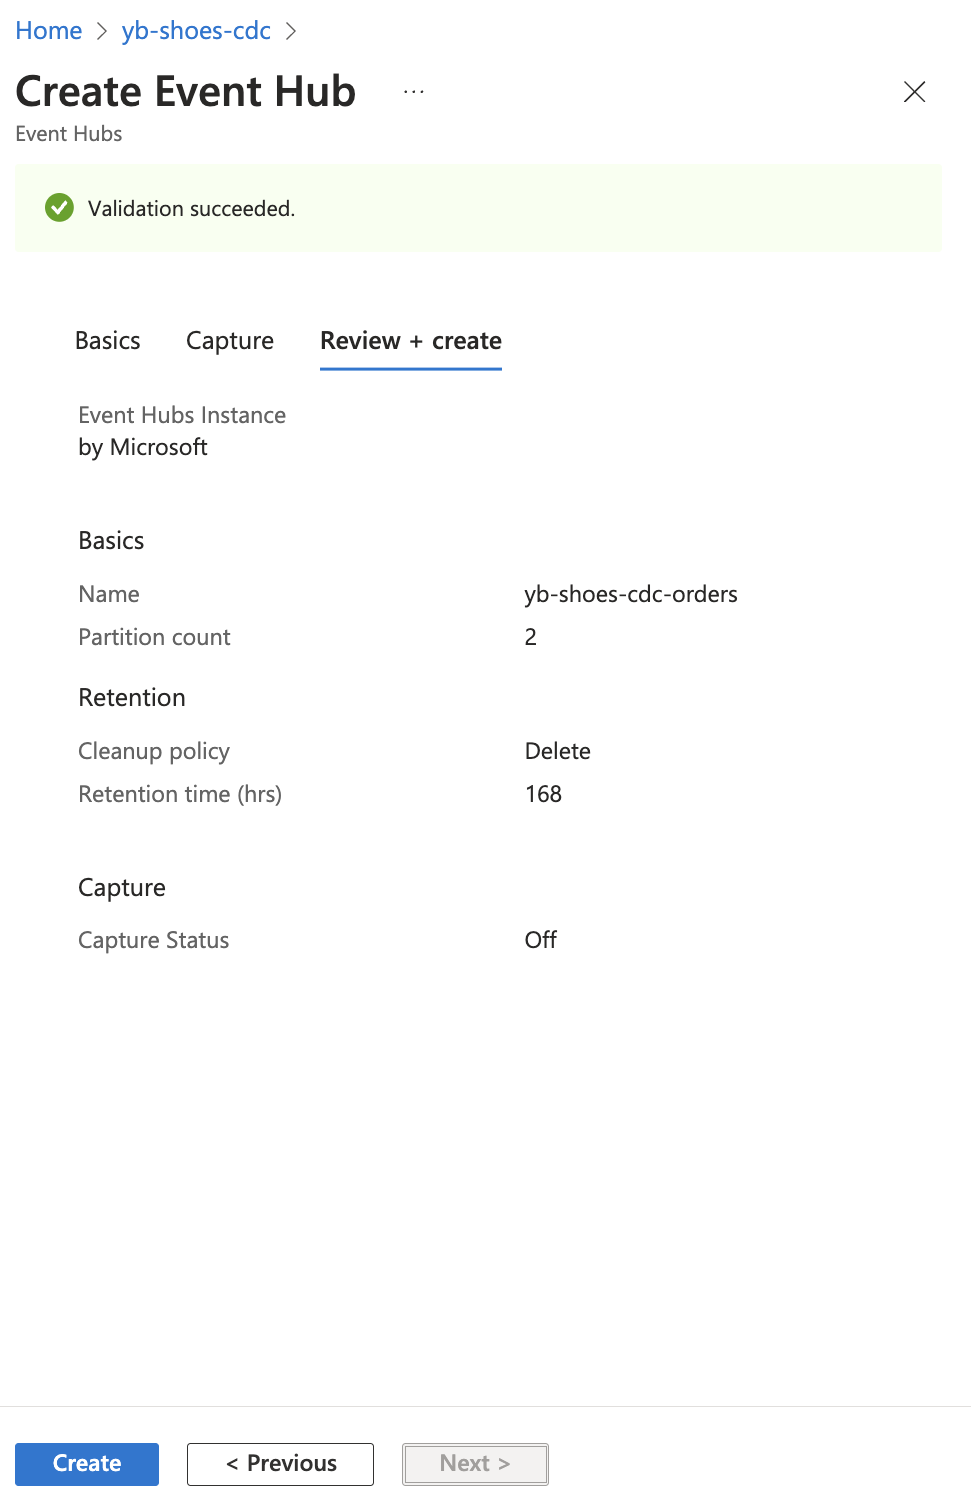 Home > yb-shoes-cdc >
Create Event Hub ...
Event Hubs
Validation succeeded.
Basics Capture Review + create
Event Hubs Instance
by Microsoft
Basics
Name yb-shoes-cdc-orders
Partition count 2
Retention
Cleanup policy Delete
Retention time (hrs) 168
Capture
Capture Status Off
Create < Previous Next >